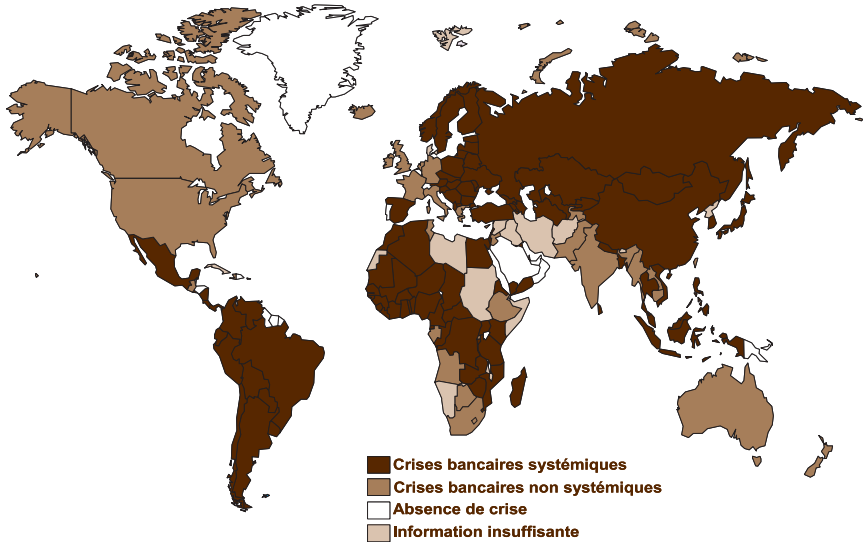 Crises bancaires systémiques
Crises bancaires non systémiques
Absence de crise
Information insuffisante